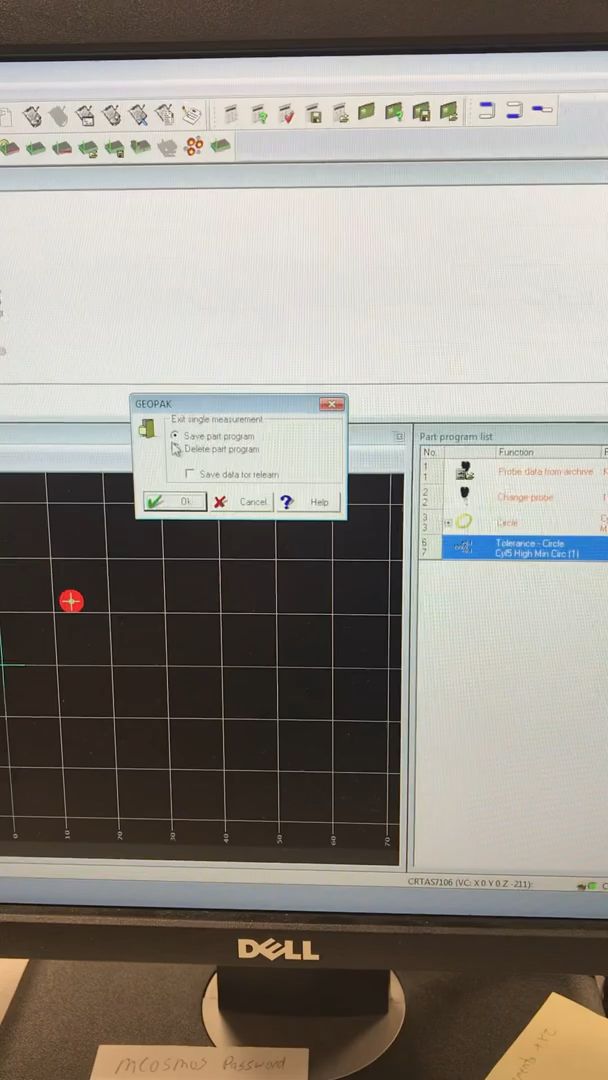 GEOPAK
Exit single measurement
Save part program
Delete part program
Save data for relearn
Ok
Cancel
Help
Part program list
No.
Function
1
1
Probe data from archive
2
2
Change probe
3
3
Circle
6
7
Tolerance - Circle
Cyl5 High Min Circ [1]
0
10
20
30
40
50
60
70
CRTAS7106 (VC: X 0 Y 0 Z -211):
DELL
MCosmos Password